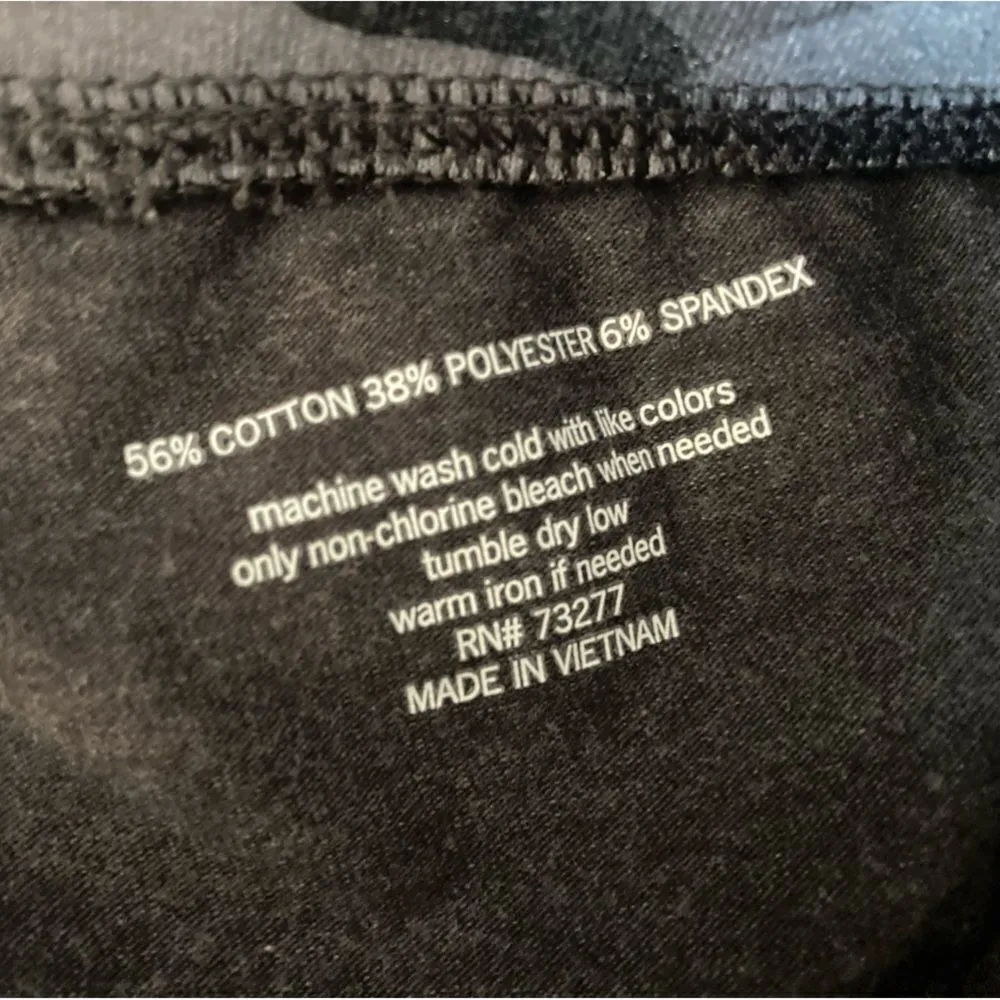 56% COTTON 38% POLYESTER 6% SPANDEX
machine wash cold with like colors
only non-chlorine bleach when needed
tumble dry low
warm iron if needed
RN# 73277
MADE IN VIETNAM